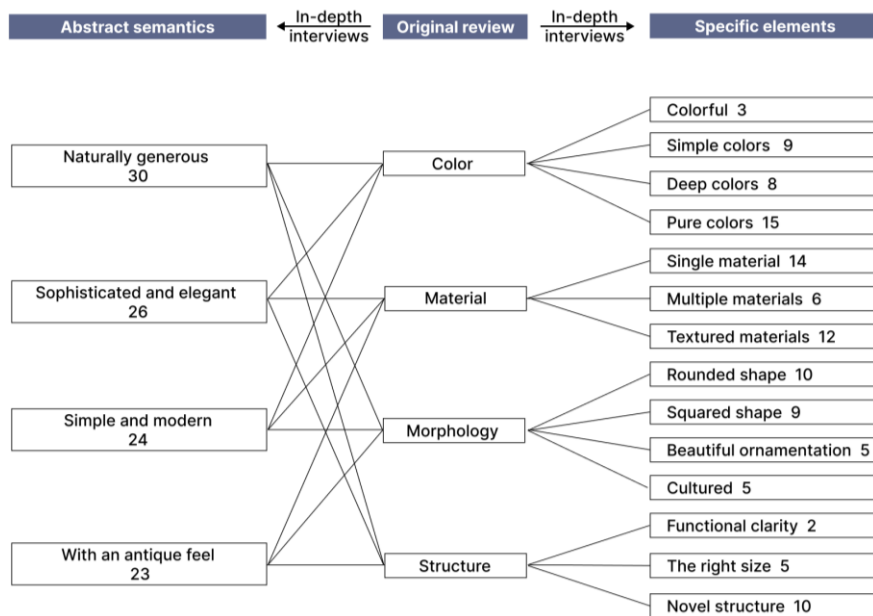 Abstract semantics
In-depth
interviews
Original review
In-depth
interviews
Specific elements
Naturally generous
30
Sophisticated and elegant
26
Simple and modern
24
With an antique feel
23
Color
Material
Morphology
Structure
Colorful 3
Simple colors 9
Deep colors 8
Pure colors 15
Single material 14
Multiple materials 6
Textured materials 12
Rounded shape 10
Squared shape 9
Beautiful ornamentation 5
Cultured 5
Functional clarity 2
The right size 5
Novel structure 10